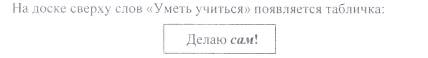 На доске сверху слов «Уметь учиться» появляется табличка:
Делаю сам!